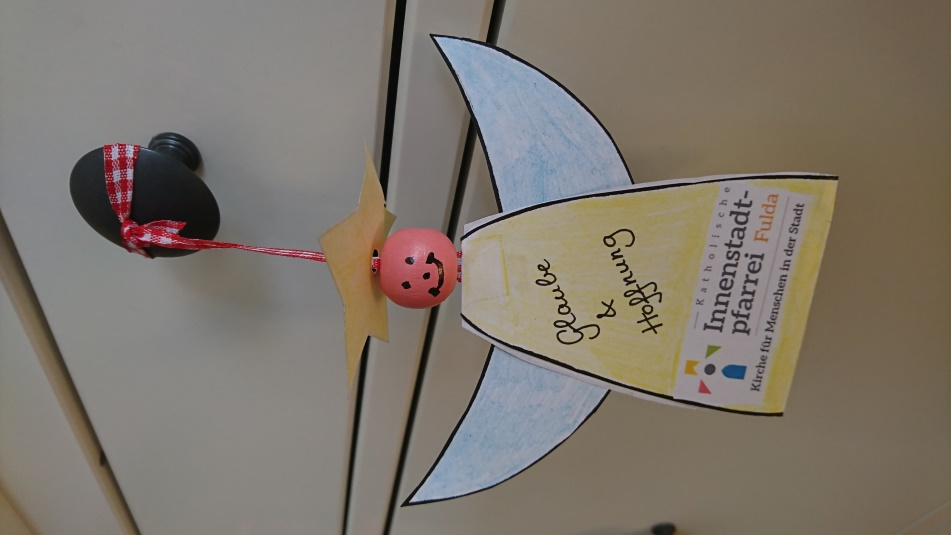 Glaube
&
Hoffnung
Katholische
Innenstadt-
pfarrei Fulda
Kirche für Menschen in der Stadt